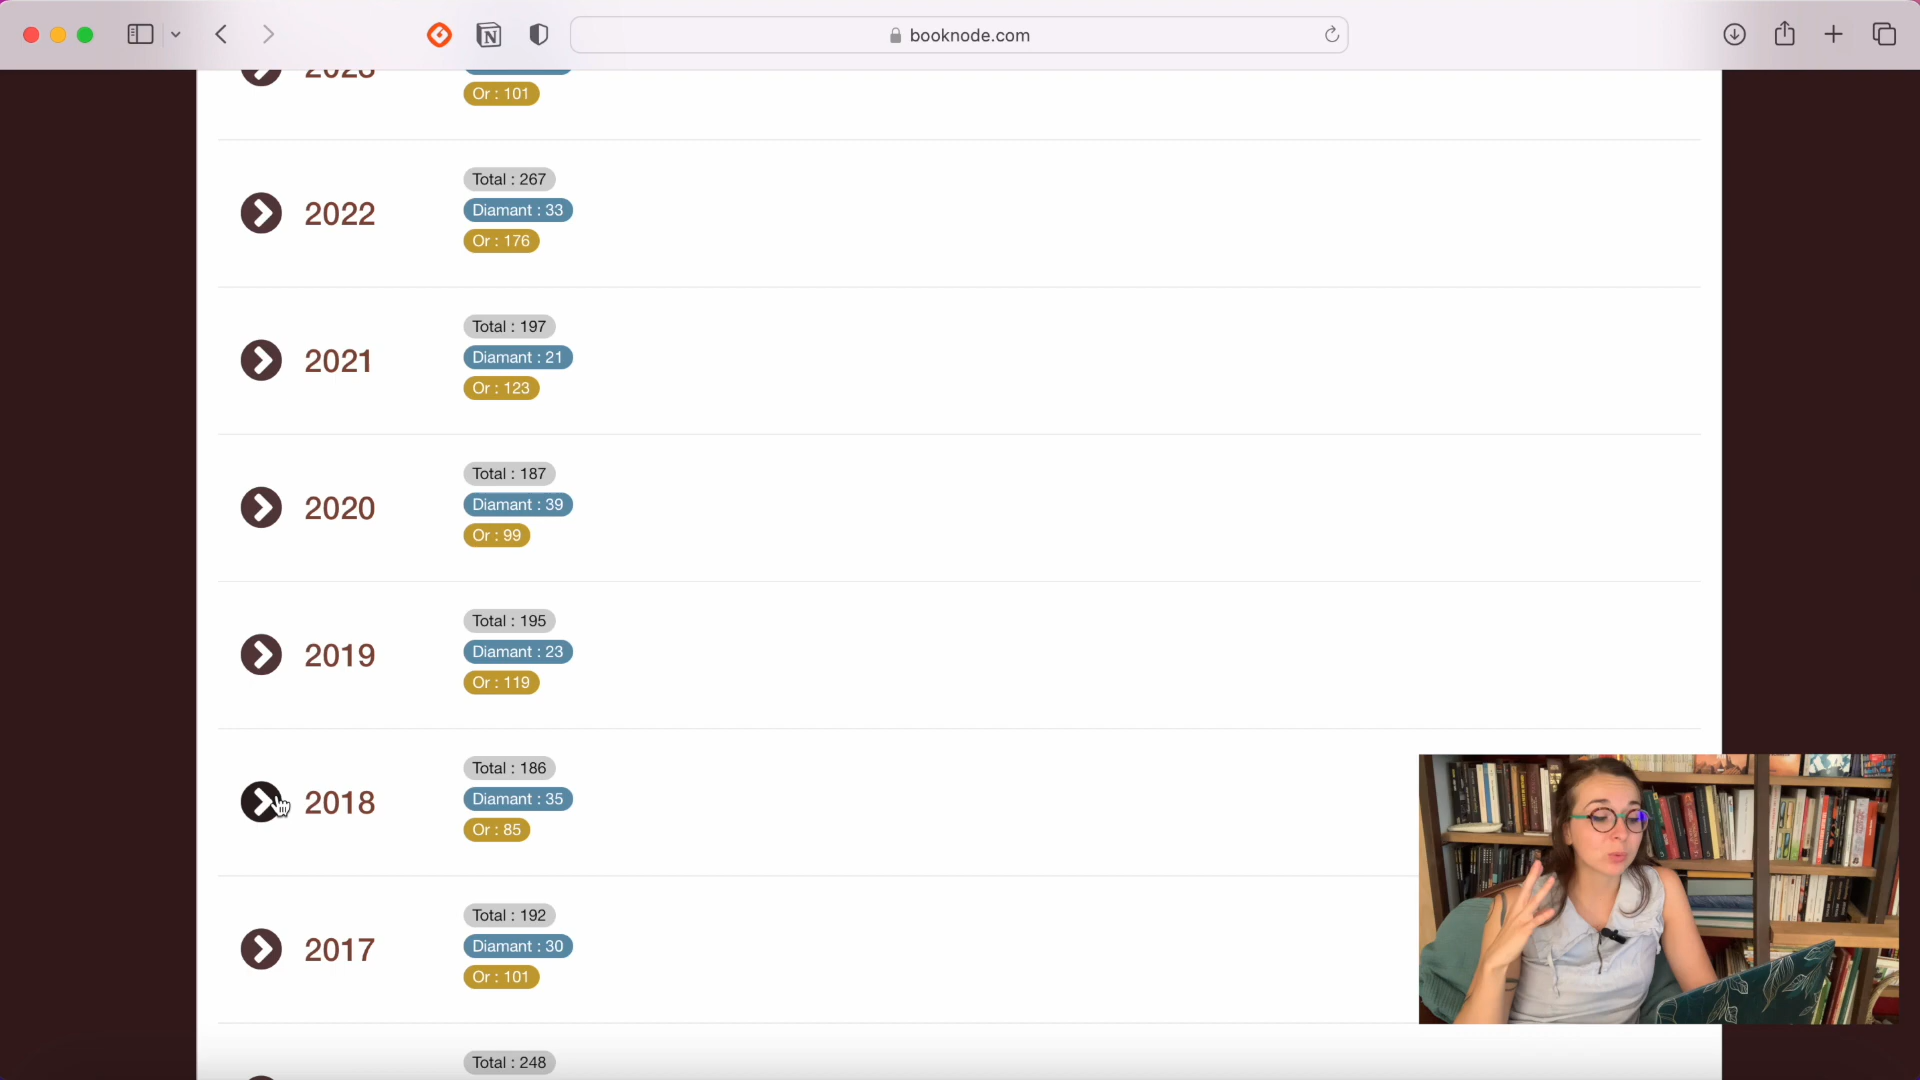 booknode.com
Or : 101
Total : 267
2022
Diamant : 33
Or : 176
Total : 197
2021
Diamant : 21
Or : 123
Total : 187
2020
Diamant : 39
Or : 99
Total : 195
2019
Diamant : 23
Or : 119
Total : 186
2018
Diamant : 35
Or : 85
Total : 192
2017
Diamant : 30
Or : 101
Total : 248